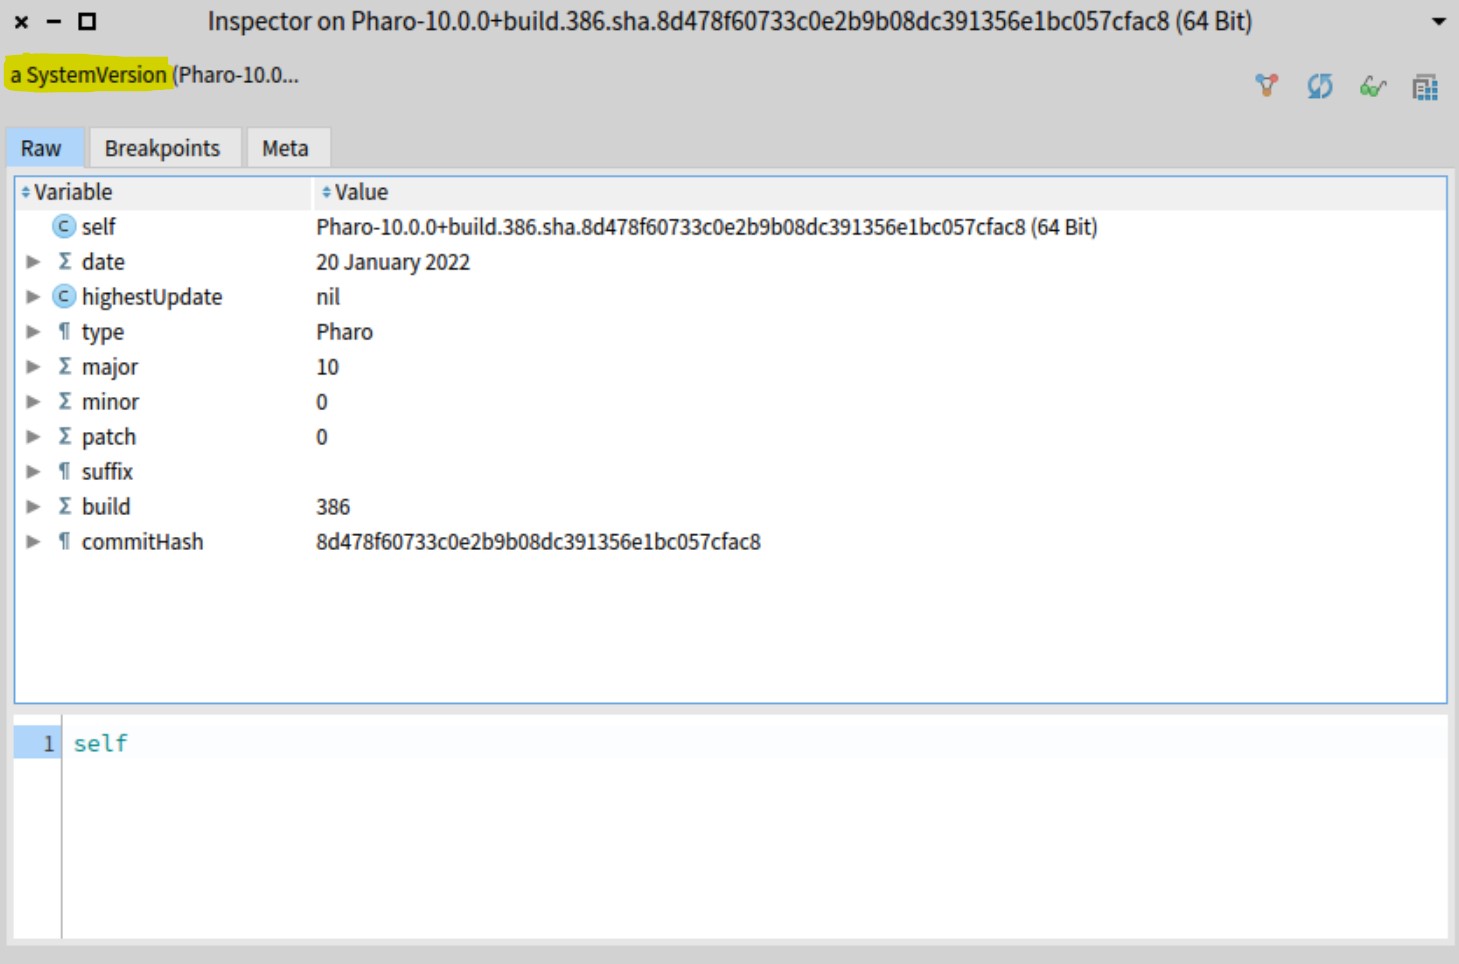 Inspector on Pharo-10.0.0+build.386.sha.8d478f60733c0e2b9b08dc391356e1bc057cfac8 (64 Bit)
a SystemVersion (Pharo-10.0...
Raw Breakpoints Meta
Variable Value
self Pharo-10.0.0+build.386.sha.8d478f60733c0e2b9b08dc391356e1bc057cfac8 (64 Bit)
Σ date 20 January 2022
C highestUpdate nil
¶ type Pharo
Σ major 10
Σ minor 0
Σ patch 0
¶ suffix
Σ build 386
¶ commitHash 8d478f60733c0e2b9b08dc391356e1bc057cfac8
1 self